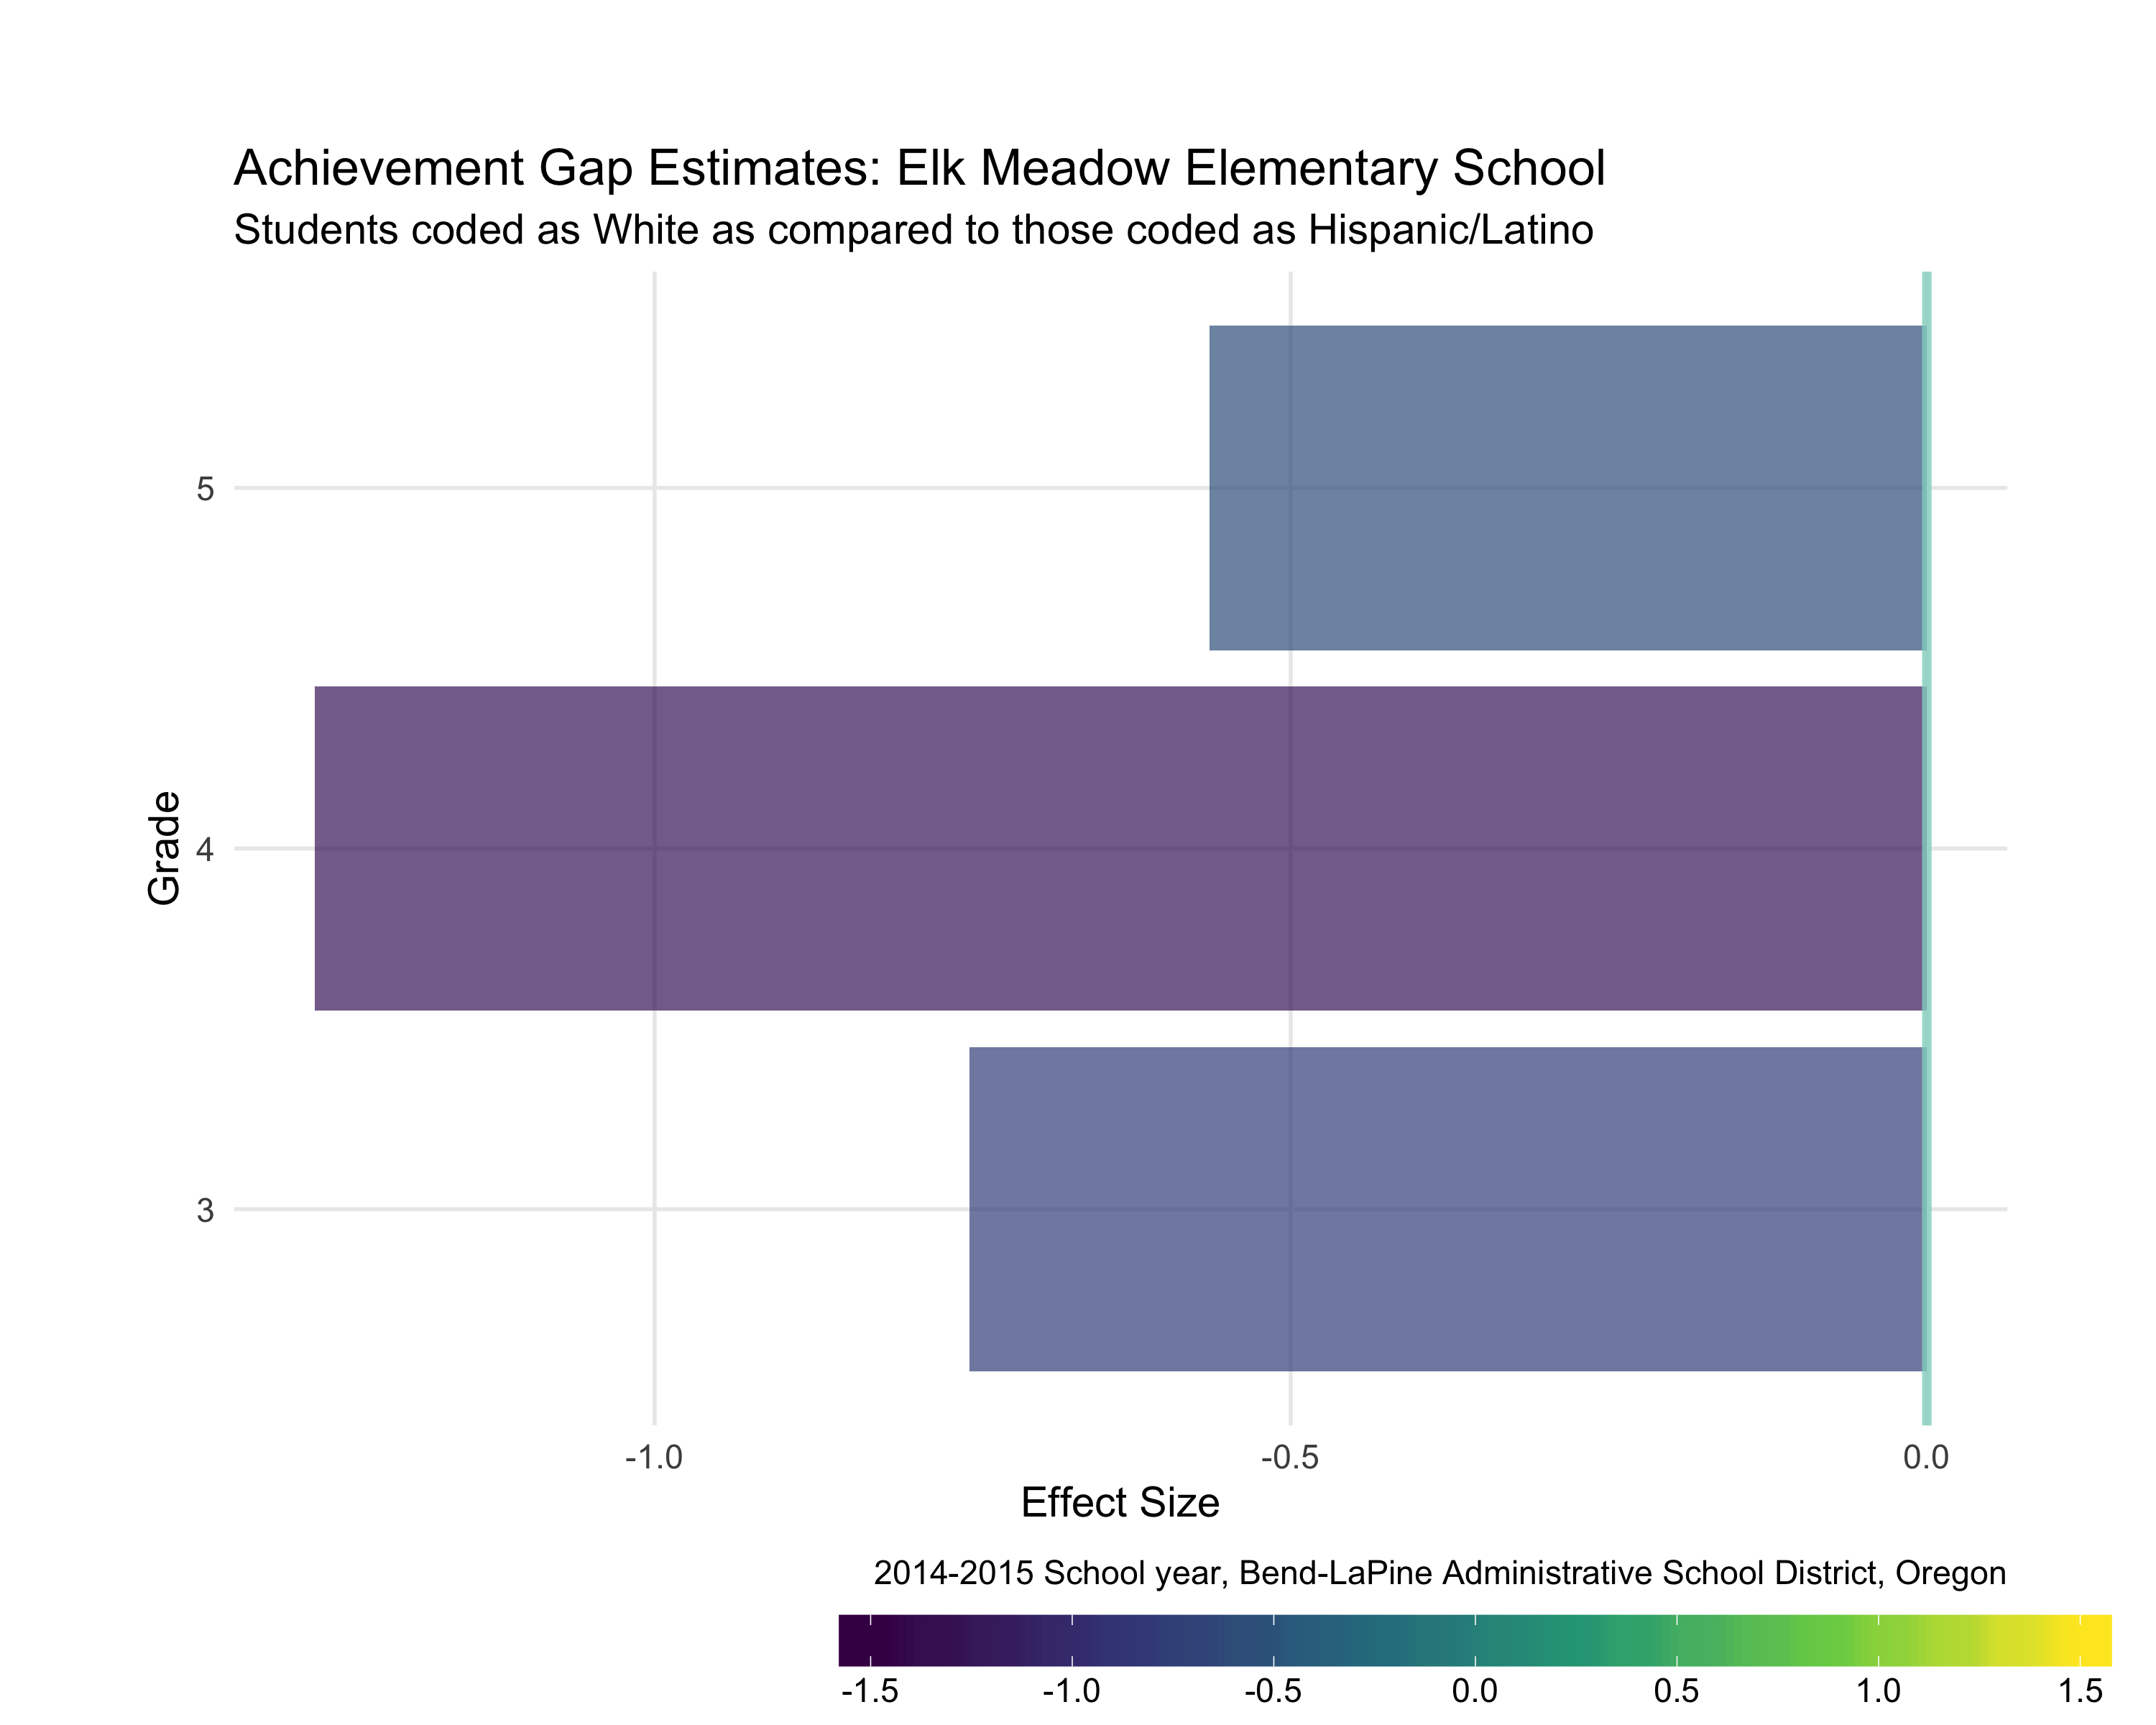 Achievement Gap Estimates: Elk Meadow Elementary School
Students coded as White as compared to those coded as Hispanic/Latino
Grade
5
4
3
-1.0 -0.5 0.0
Effect Size
2014-2015 School year, Bend-LaPine Administrative School District, Oregon
-1.5 -1.0 -0.5 0.0 0.5 1.0 1.5